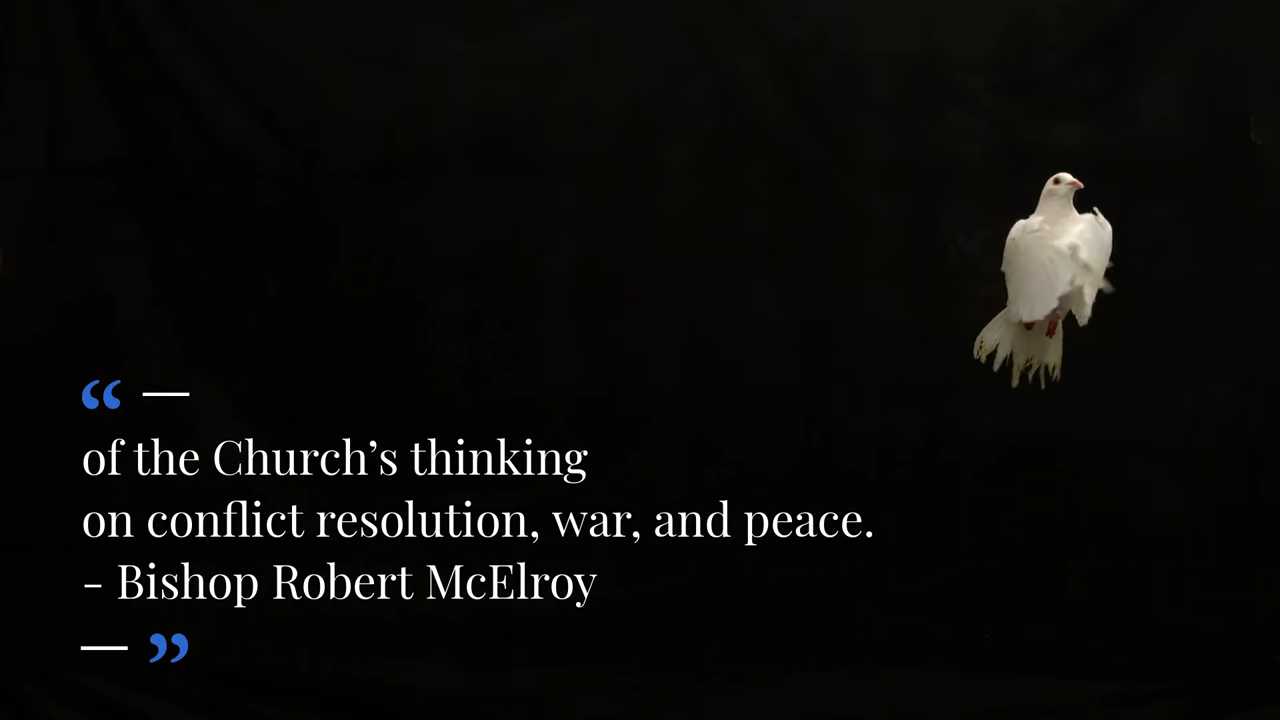 “ —
of the Church’s thinking
on conflict resolution, war, and peace.
- Bishop Robert McElroy
— ”